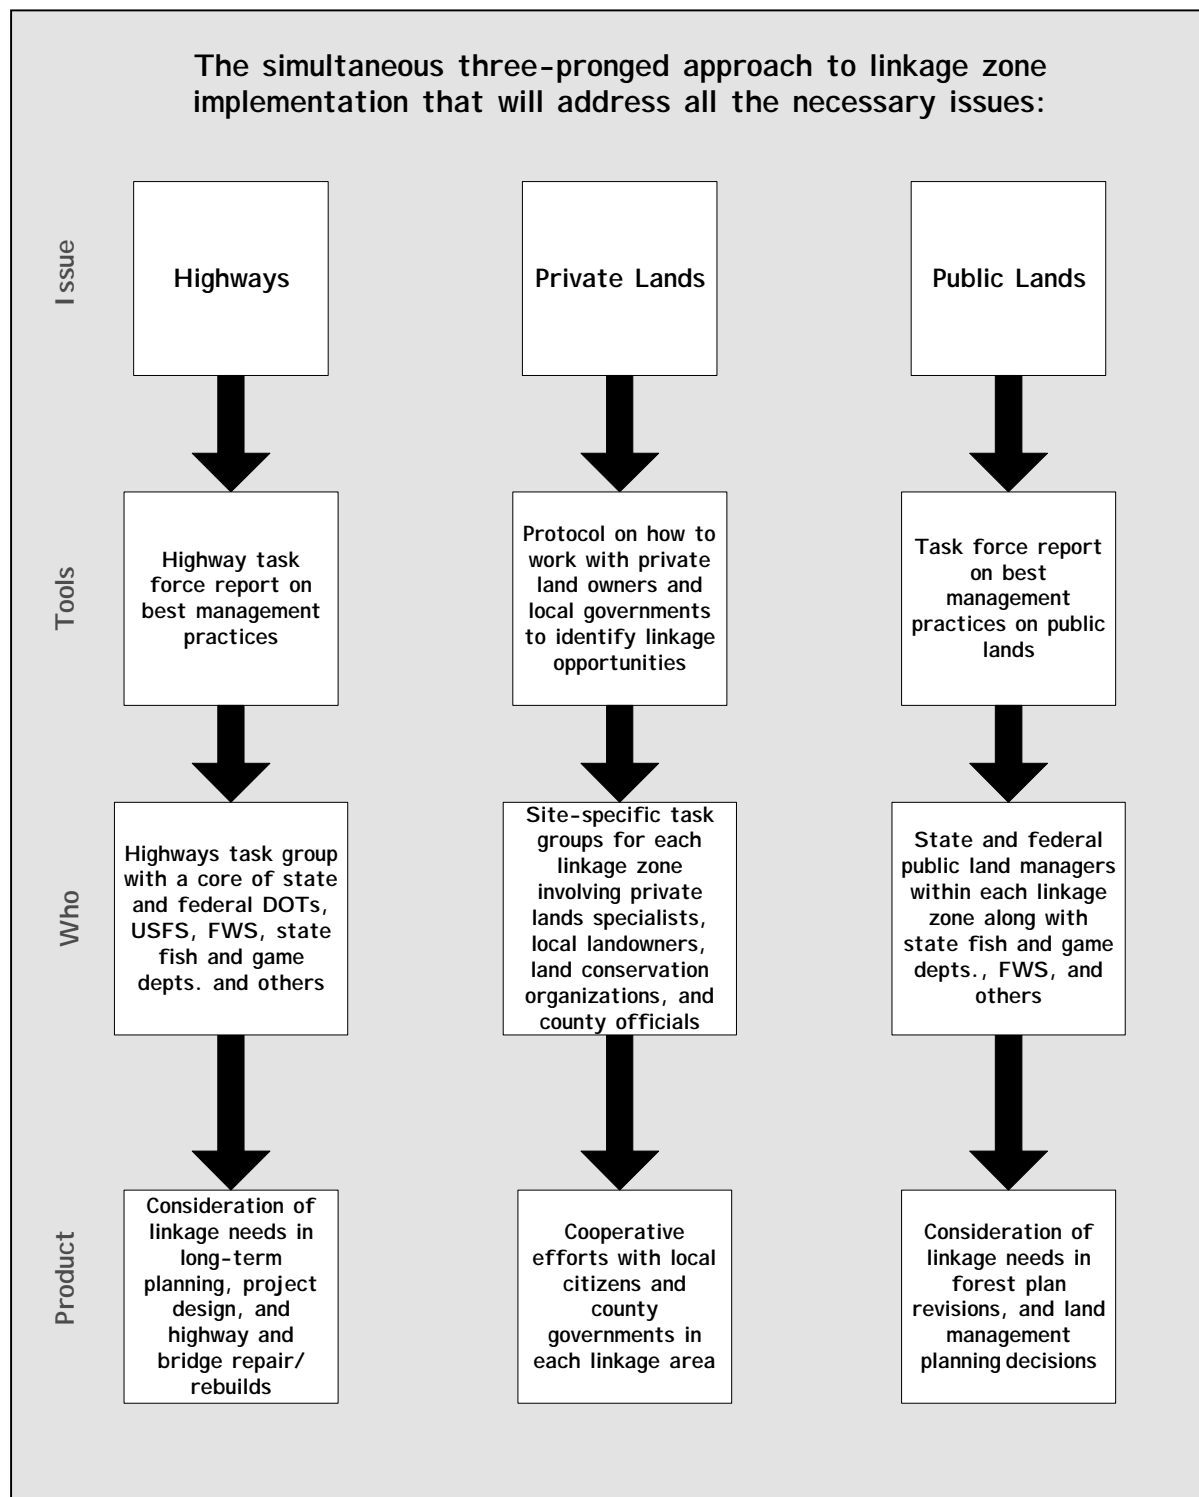 The simultaneous three-pronged approach to linkage zone
implementation that will address all the necessary issues:
Issue
Highways
Private Lands
Public Lands
Tools
Highway task
force report on
best management
practices
Protocol on how to
work with private
land owners and
local governments
to identify linkage
opportunities
Task force report
on best
management
practices on public
lands
Who
Highways task group
with a core of state
and federal DOTs,
USFS, FWS, state
fish and game
depts. and others
Site-specific task
groups for each
linkage zone
involving private
lands specialists,
local landowners,
land conservation
organizations, and
county officials
State and federal
public land managers
within each linkage
zone along with
state fish and game
depts., FWS, and
others
Product
Consideration of
linkage needs in
long-term
planning, project
design, and
highway and
bridge repair/
rebuilds
Cooperative
efforts with local
citizens and
county
governments in
each linkage area
Consideration of
linkage needs in
forest plan
revisions, and land
management
planning decisions